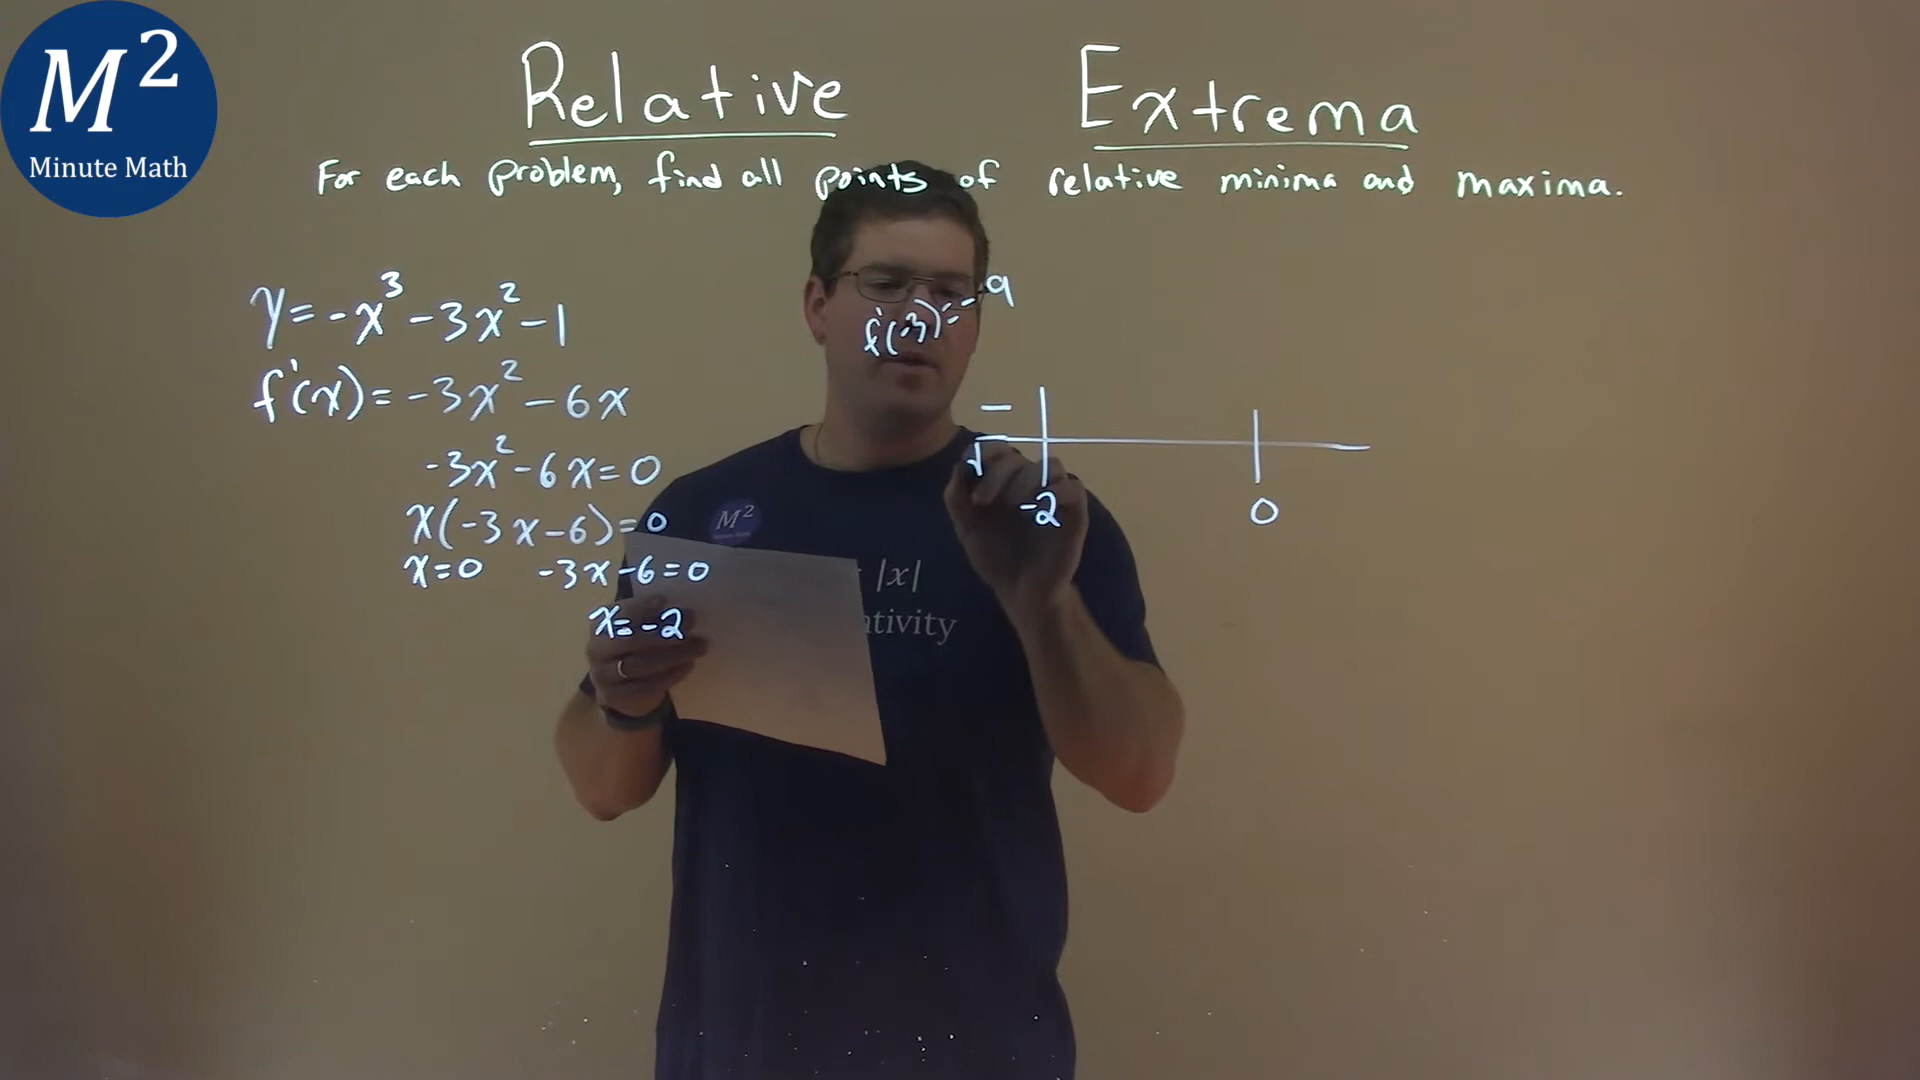 M²
Minute Math
Relative Extrema
For each problem, find all points of relative minima and maxima.
y=-x³-3x²-1
f'(x)=-3x²-6x
-3x²-6x=0
x(-3x-6)=0
x=0 -3x-6=0
x=-2
f'(-3)=-9
-
-2 0
M²
|x|